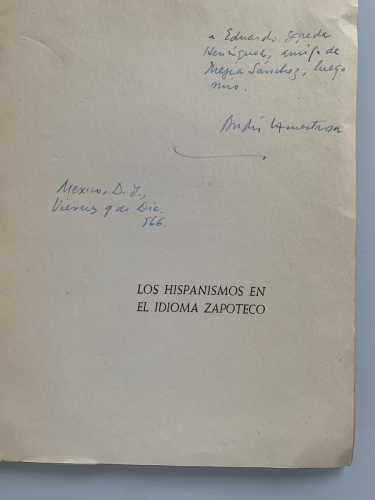 a Eduardo Zepeda
Henríquez, amigo de
Mejía Sánchez, luego
mío.
Andrés Henestrosa
México, D. F.,
Viernes 9 de Dic.
966.
LOS HISPANISMOS EN
EL IDIOMA ZAPOTECO